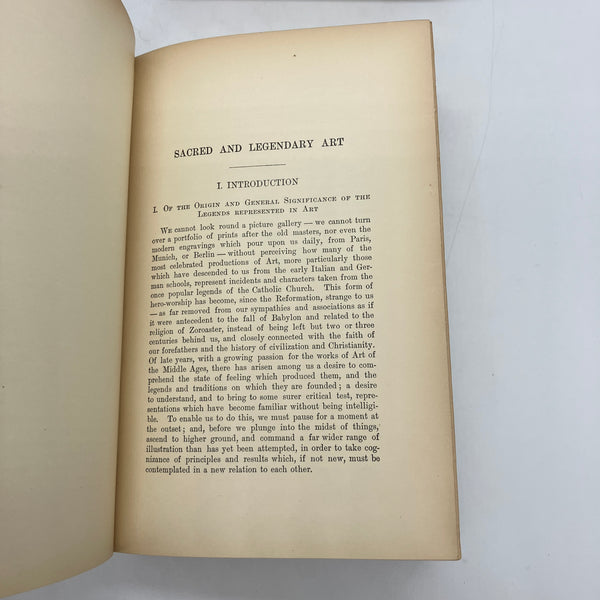 SACRED AND LEGENDARY ART
I. INTRODUCTION
I. OF THE ORIGIN AND GENERAL SIGNIFICANCE OF THE
LEGENDS REPRESENTED IN ART
WE cannot look round a picture gallery — we cannot turn
over a portfolio of prints after the old masters, nor even the
modern engravings which pour upon us daily, from Paris,
Munich, or Berlin — without perceiving how many of the
most celebrated productions of Art, more particularly those
which have descended to us from the early Italian and Ger-
man schools, represent incidents and characters taken from the
once popular legends of the Catholic Church. This form of
hero-worship has become, since the Reformation, strange to us
— as far removed from our sympathies and associations as if
it were antecedent to the fall of Babylon and related to the
religion of Zoroaster, instead of being left but two or three
centuries behind us, and closely connected with the faith of
our forefathers and the history of civilization and Christianity.
Of late years, with a growing passion for the works of Art of
the Middle Ages, there has arisen among us a desire to com-
prehend the state of feeling which produced them, and the
legends and traditions on which they are founded; a desire
to understand, and to bring to some surer critical test, repre-
sentations which have become familiar without being intelligi-
ble. To enable us to do this, we must pause for a moment at
the outset; and, before we plunge into the midst of things,
ascend to higher ground, and command a far wider range of
illustration than has yet been attempted, in order to take cog-
nizance of principles and results which, if not new, must be
contemplated in a new relation to each other.